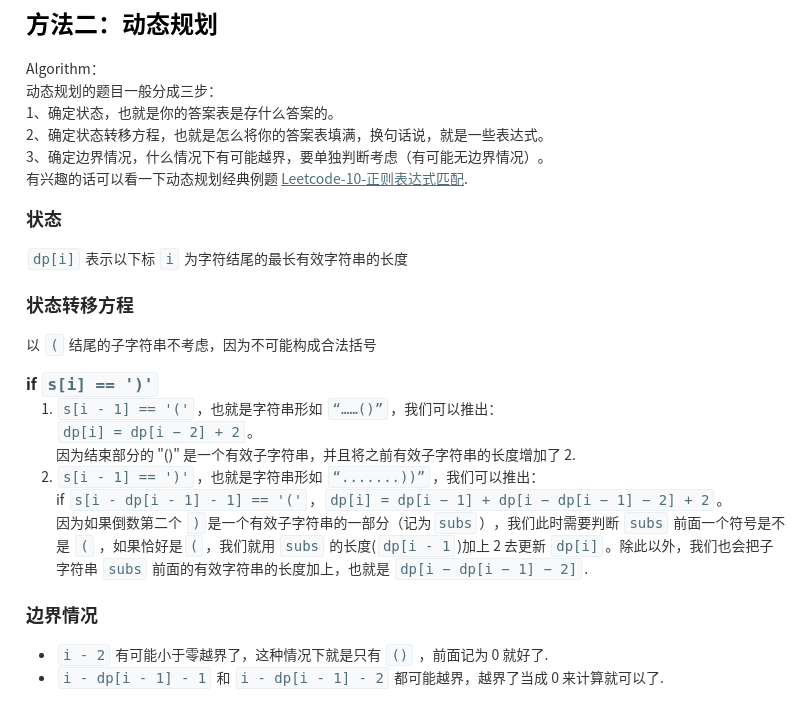 方法二：动态规划
Algorithm：
动态规划的题目一般分成三步：
1、确定状态，也就是你的答案表是存什么答案的。
2、确定状态转移方程，也就是怎么将你的答案表填满，换句话说，就是一些表达式。
3、确定边界情况，什么情况下有可能越界，要单独判断考虑（有可能无边界情况）。
有兴趣的话可以看一下动态规划经典例题 Leetcode-10-正则表达式匹配.
状态
dp[i] 表示以下标 i 为字符结尾的最长有效字符串的长度
状态转移方程
以 ( 结尾的子字符串不考虑，因为不可能构成合法括号
if s[i] == ')'
1. s[i - 1] == '(' ，也就是字符串形如 “……()” ，我们可以推出：
dp[i] = dp[i − 2] + 2 。
因为结束部分的 "()" 是一个有效子字符串，并且将之前有效子字符串的长度增加了 2.
2. s[i - 1] == ')' ，也就是字符串形如 “.......))” ，我们可以推出：
if s[i - dp[i - 1] - 1] == '(' ， dp[i] = dp[i − 1] + dp[i − dp[i − 1] − 2] + 2 。
因为如果倒数第二个 ) 是一个有效子字符串的一部分（记为 subs ），我们此时需要判断 subs 前面一个符号是不
是 ( ，如果恰好是 ( ，我们就用 subs 的长度( dp[i - 1 )加上 2 去更新 dp[i] 。除此以外，我们也会把子
字符串 subs 前面的有效字符串的长度加上，也就是 dp[i − dp[i − 1] − 2] .
边界情况
• i - 2 有可能小于零越界了，这种情况下就是只有 () ，前面记为 0 就好了.
• i - dp[i - 1] - 1 和 i - dp[i - 1] - 2 都可能越界，越界了当成 0 来计算就可以了.